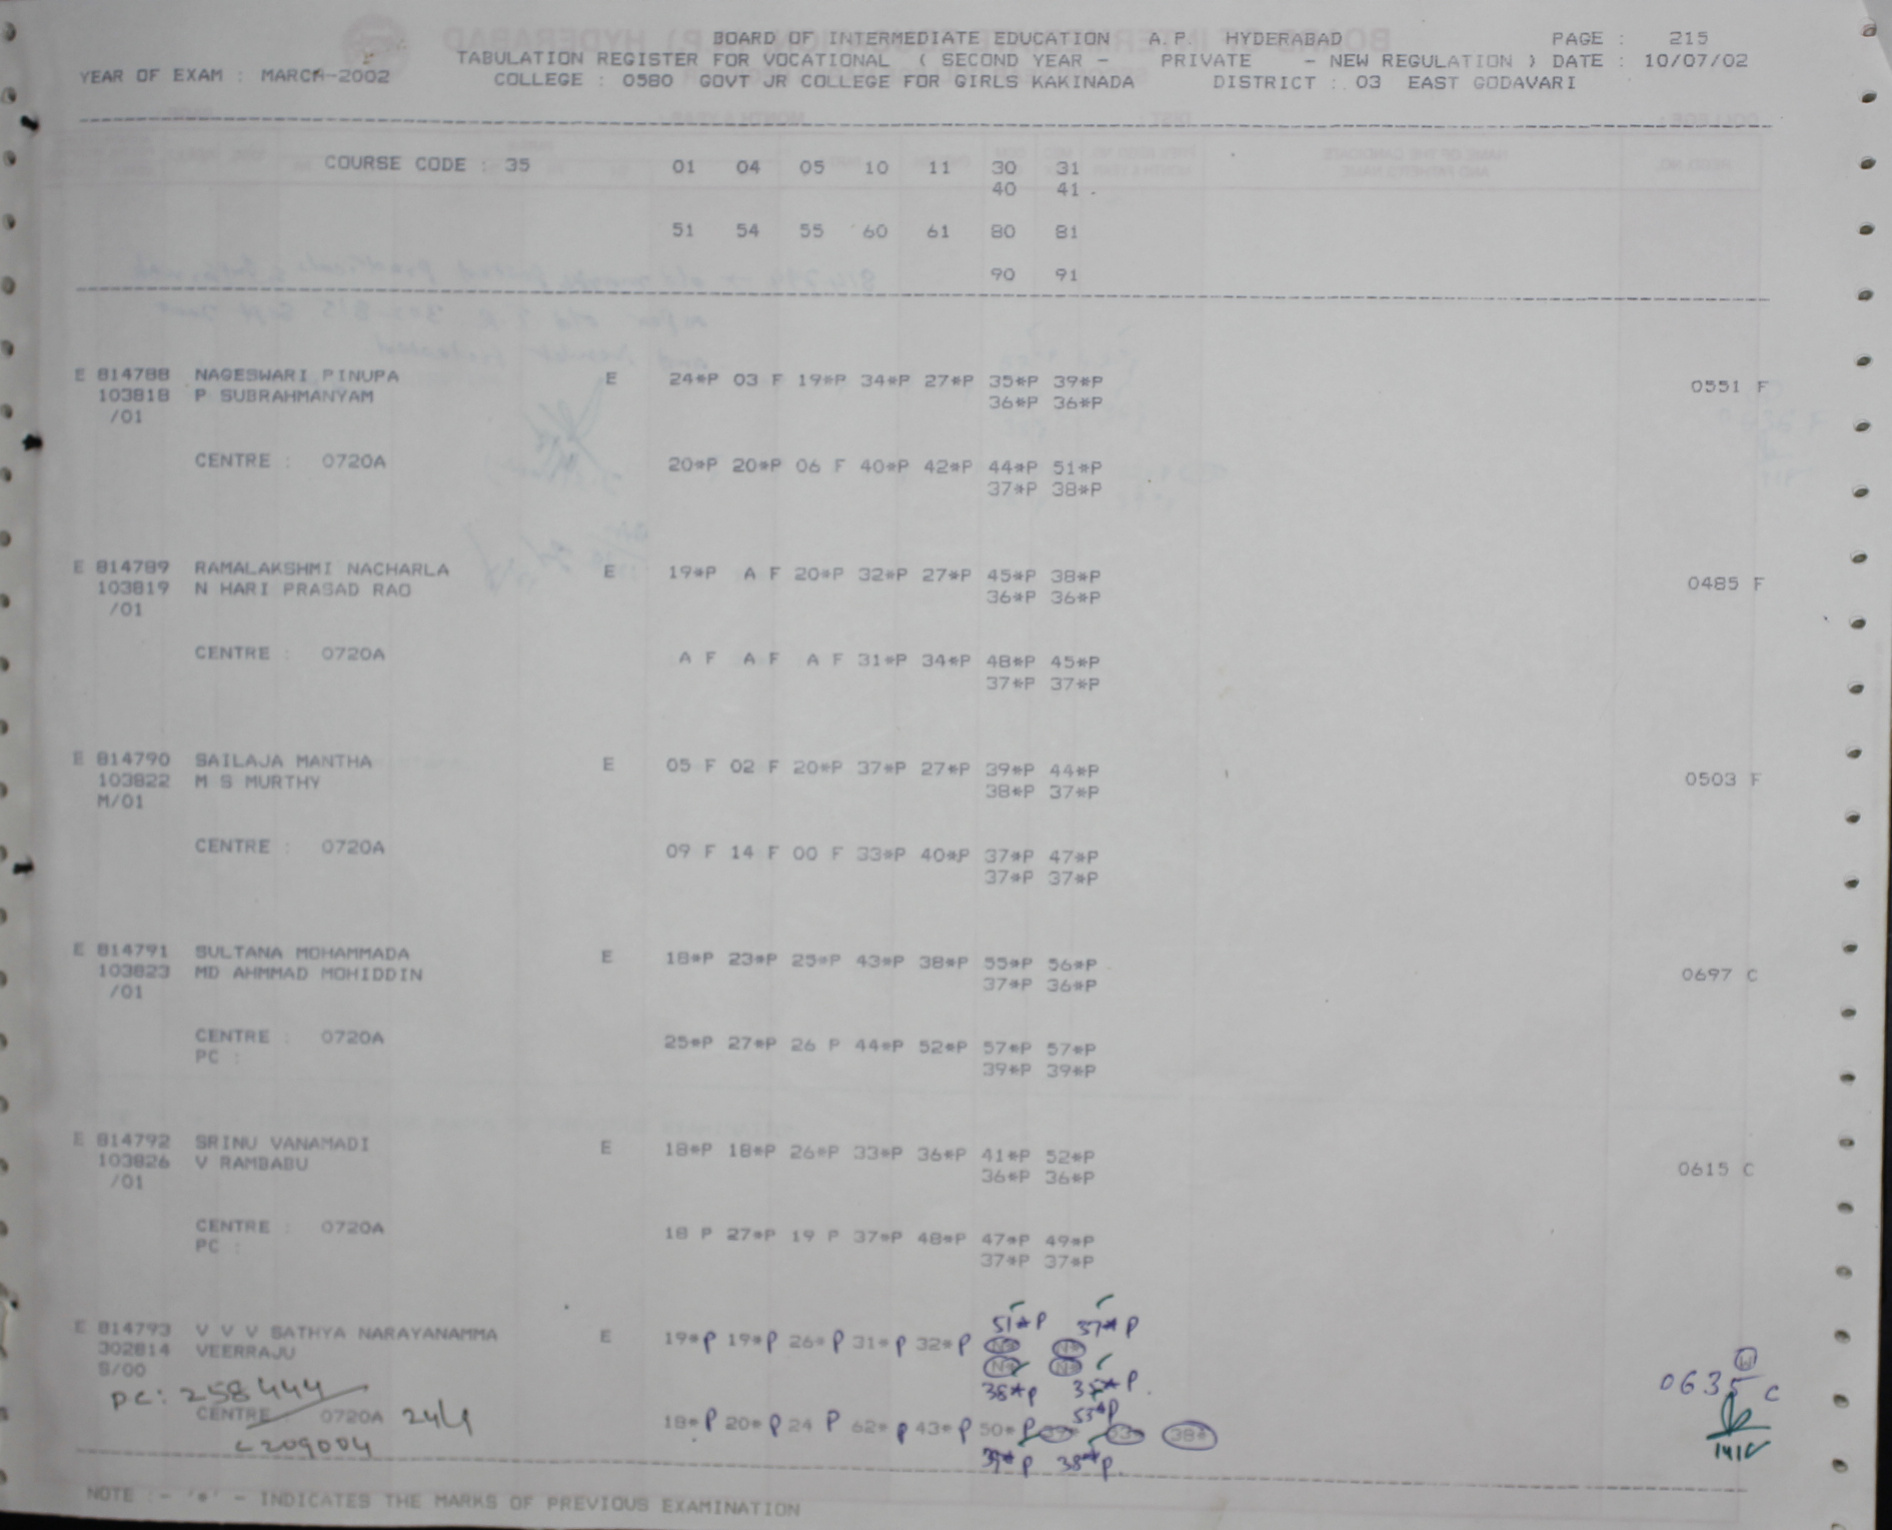 BOARD OF INTERMEDIATE EDUCATION A.P. HYDERABAD PAGE : 215
TABULATION REGISTER FOR VOCATIONAL ( SECOND YEAR - PRIVATE - NEW REGULATION ) DATE : 10/07/02
YEAR OF EXAM : MARCH-2002 COLLEGE : 0580 GOVT JR COLLEGE FOR GIRLS KAKINADA DISTRICT : 03 EAST GODAVARI
COURSE CODE : 35 01 04 05 10 11 30 31
40 41
51 54 55 60 61 80 81
90 91
E 814788 NAGESWARI PINUPA E 24*P 03 F 19*P 34*P 27*P 35*P 39*P 0551 F
103818 P SUBRAHMANYAM 36*P 36*P
/01
CENTRE : 0720A 20*P 20*P 06 F 40*P 42*P 44*P 51*P
37*P 38*P
E 814789 RAMALAKSHMI NACHARLA E 19*P A F 20*P 32*P 27*P 45*P 38*P 0485 F
103819 N HARI PRASAD RAO 36*P 36*P
/01
CENTRE : 0720A A F A F A F 31*P 34*P 48*P 45*P
37*P 37*P
E 814790 SAILAJA MANTHA E 05 F 02 F 20*P 37*P 27*P 39*P 44*P 0503 F
103822 M S MURTHY 38*P 37*P
M/01
CENTRE : 0720A 09 F 14 F 00 F 33*P 40*P 37*P 47*P
37*P 37*P
E 814791 SULTANA MOHAMMADA E 18*P 23*P 25*P 43*P 38*P 55*P 56*P 0697 C
103823 MD AHMMAD MOHIDDIN 37*P 36*P
/01
CENTRE : 0720A 25*P 27*P 26 P 44*P 52*P 57*P 57*P
PC : 39*P 39*P
E 814792 SRINU VANAMADI E 18*P 18*P 26*P 33*P 36*P 41*P 52*P 0615 C
103826 V RAMBABU 36*P 36*P
/01
CENTRE : 0720A 18 P 27*P 19 P 37*P 48*P 47*P 49*P
PC : 37*P 37*P
51*P 37*P
E 814793 V V V SATHYA NARAYANAMMA E 19*P 19*P 26*P 31*P 32*P N* N*
302814 VEERRAJU N* N*
S/00 38*P 35*P 0635 C
PC: 258444
53*P
CENTRE 0720A 24/4 18*P 20*P 24 P 62*P 43*P 50*P 38*
C209004 39*P 38*P
NOTE :- '*' - INDICATES THE MARKS OF PREVIOUS EXAMINATION